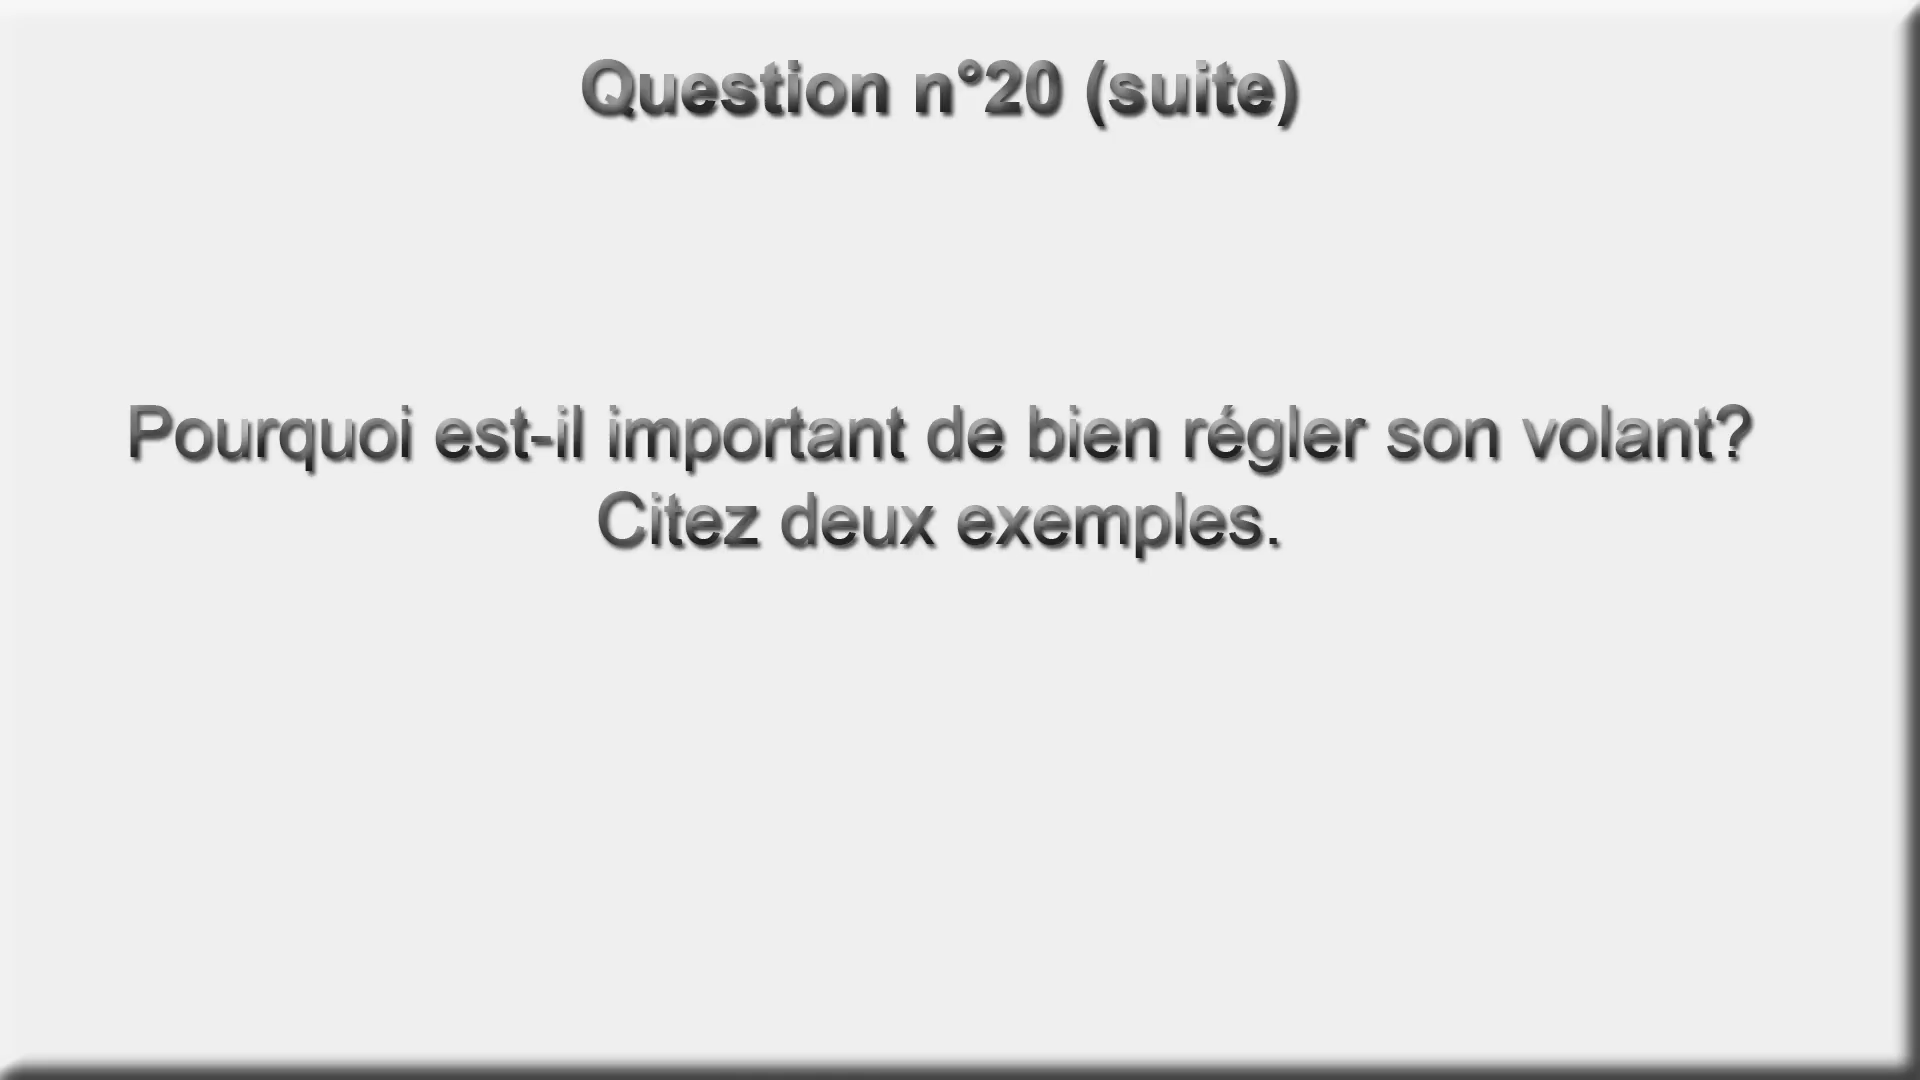 Question n°20 (suite)
Pourquoi est-il important de bien régler son volant?
Citez deux exemples.